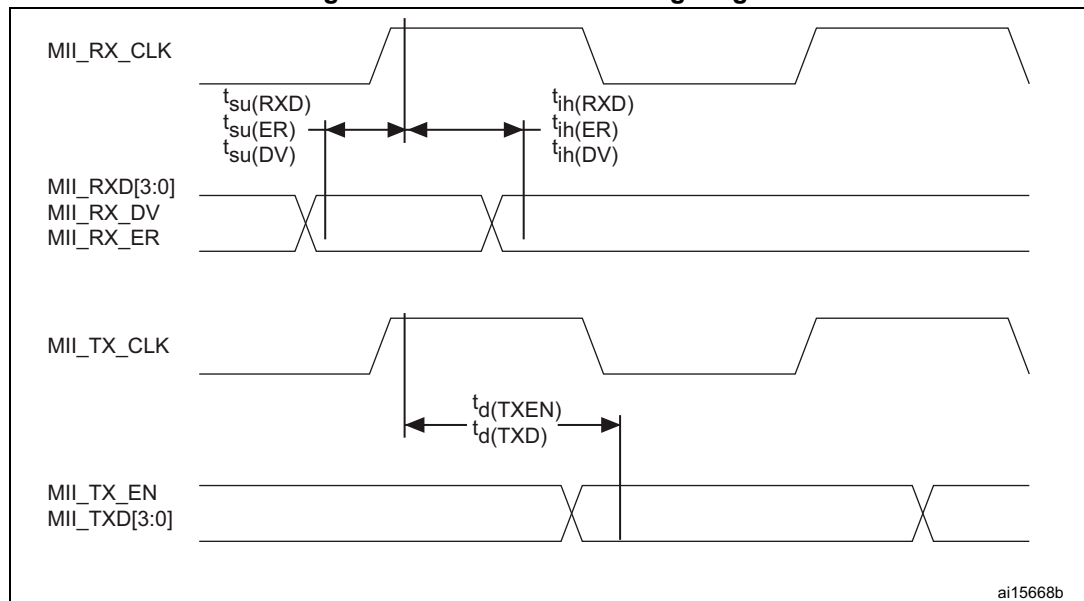 MII_RX_CLK
tsu(RXD)
tsu(ER)
tsu(DV)
tih(RXD)
tih(ER)
tih(DV)
MII_RXD[3:0]
MII_RX_DV
MII_RX_ER
MII_TX_CLK
td(TXEN)
td(TXD)
MII_TX_EN
MII_TXD[3:0]
ai15668b